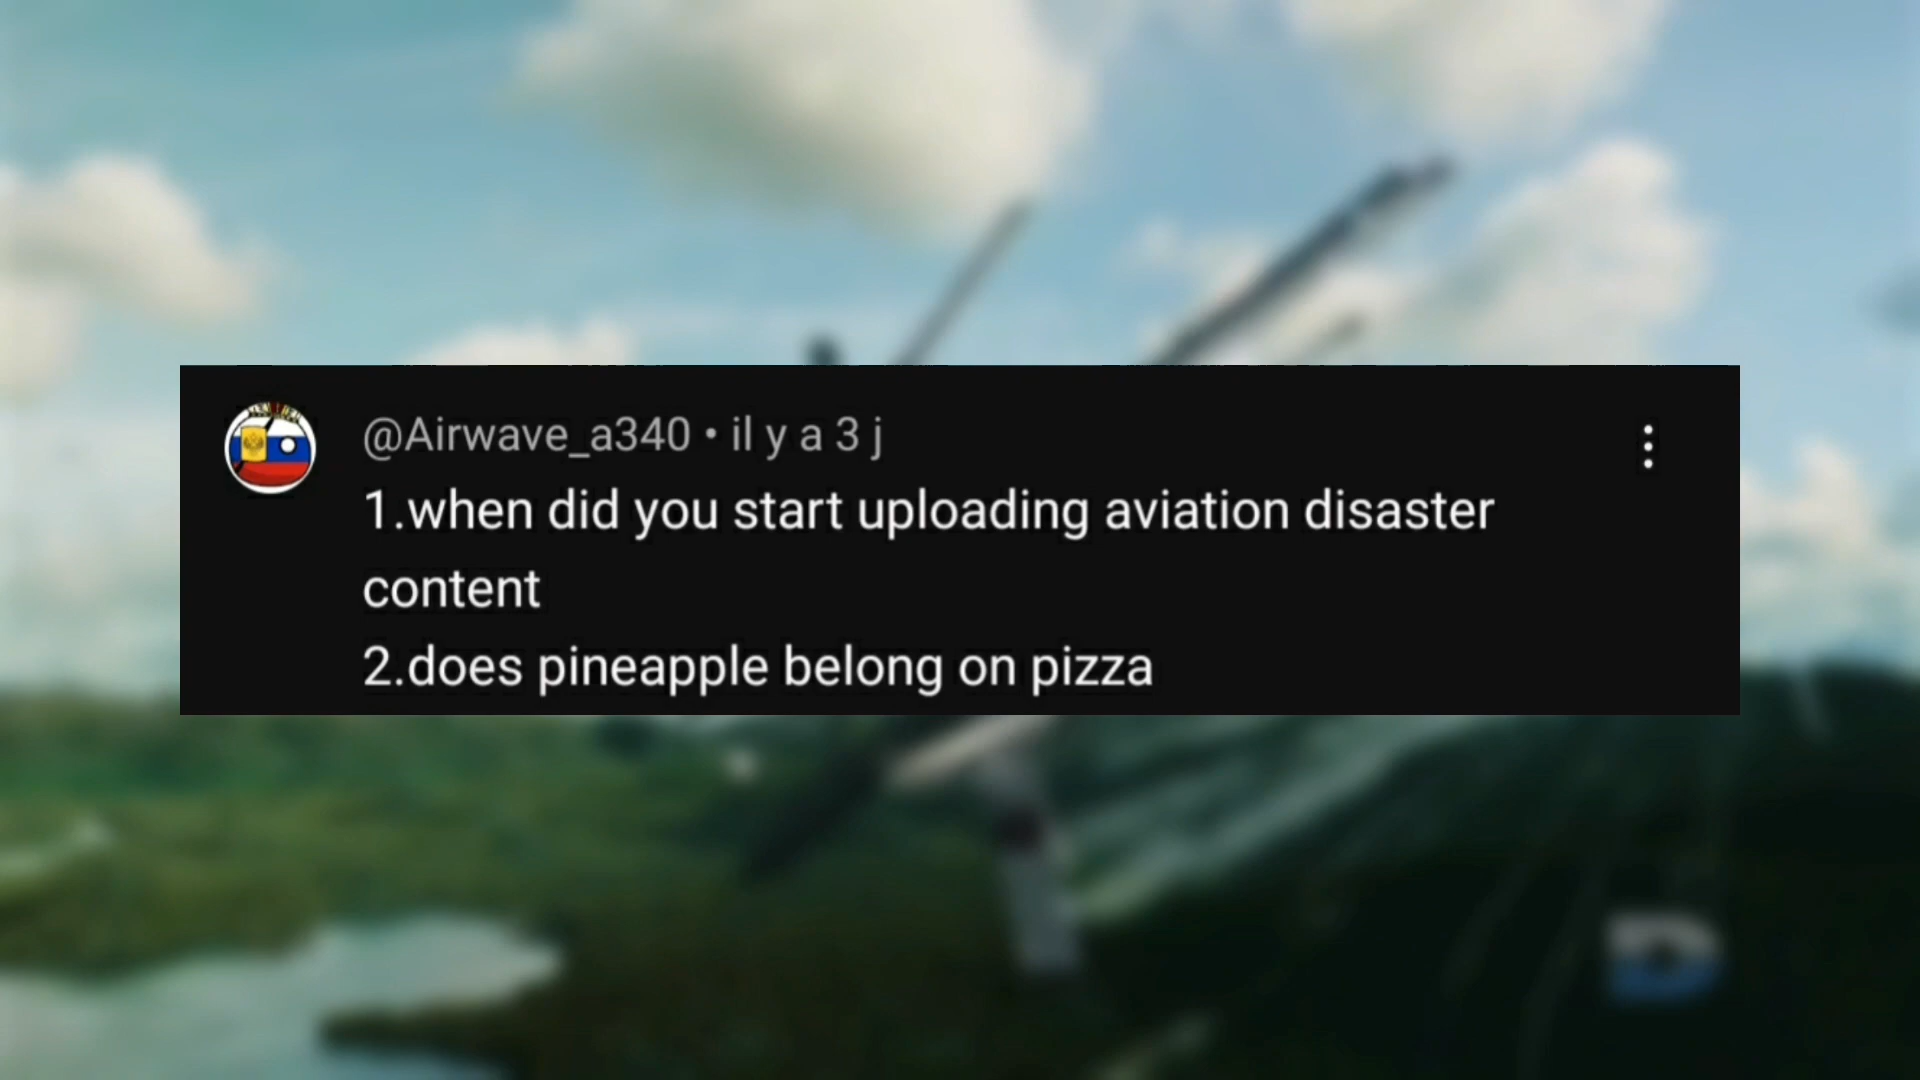 @Airwave_a340 • il y a 3 j
1.when did you start uploading aviation disaster
content
2.does pineapple belong on pizza